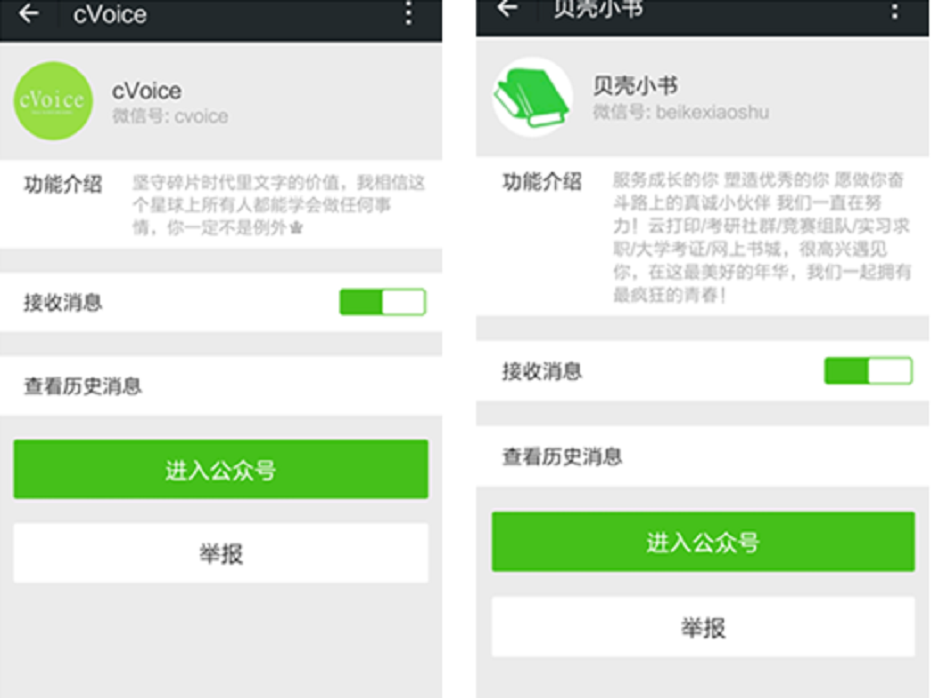 cVoice
cVoice
cVoice
微信号: cvoice
功能介绍
坚守碎片时代里文字的价值，我相信这
个星球上所有人都能学会做任何事
情，你一定不是例外★
接收消息
查看历史消息
进入公众号
举报
贝壳小书
贝壳小书
微信号: beikexiaoshu
功能介绍
服务成长的你 塑造优秀的你 愿做你奋
斗路上的真诚小伙伴 我们一直在努
力！云打印/考研社群/竞赛组队/实习求
职/大学考证/网上书城，很高兴遇见
你，在这最美好的年华，我们一起拥有
最疯狂的青春！
接收消息
查看历史消息
进入公众号
举报